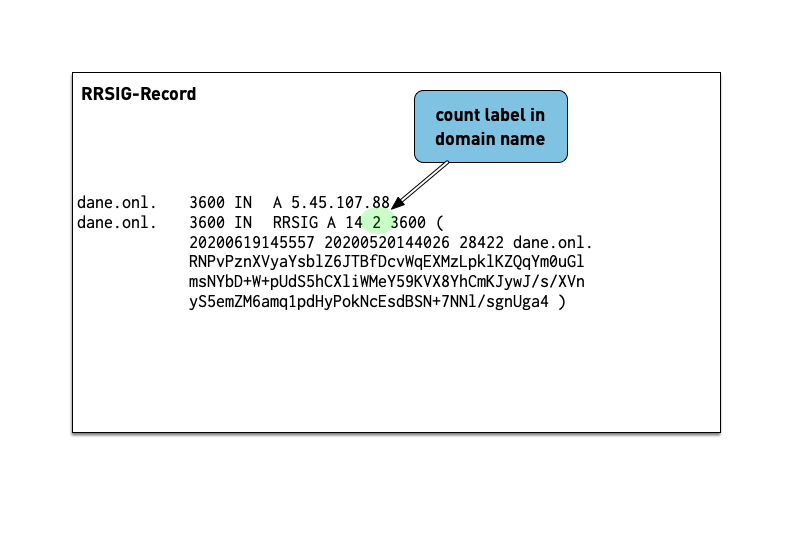 RRSIG-Record
count label in
domain name
dane.onl. 3600 IN A 5.45.107.88
dane.onl. 3600 IN RRSIG A 14 2 3600 (
20200619145557 20200520144026 28422 dane.onl.
RNPvPznXVyaYsblZ6JTBfDcvWqEXMzLpklKZQqYm0uGl
msNYbD+W+pUdS5hCXliWMeY59KVX8YhCmKJywJ/s/XVn
yS5emZM6amq1pdHyPokNcEsdBSN+7NNl/sgnUga4 )